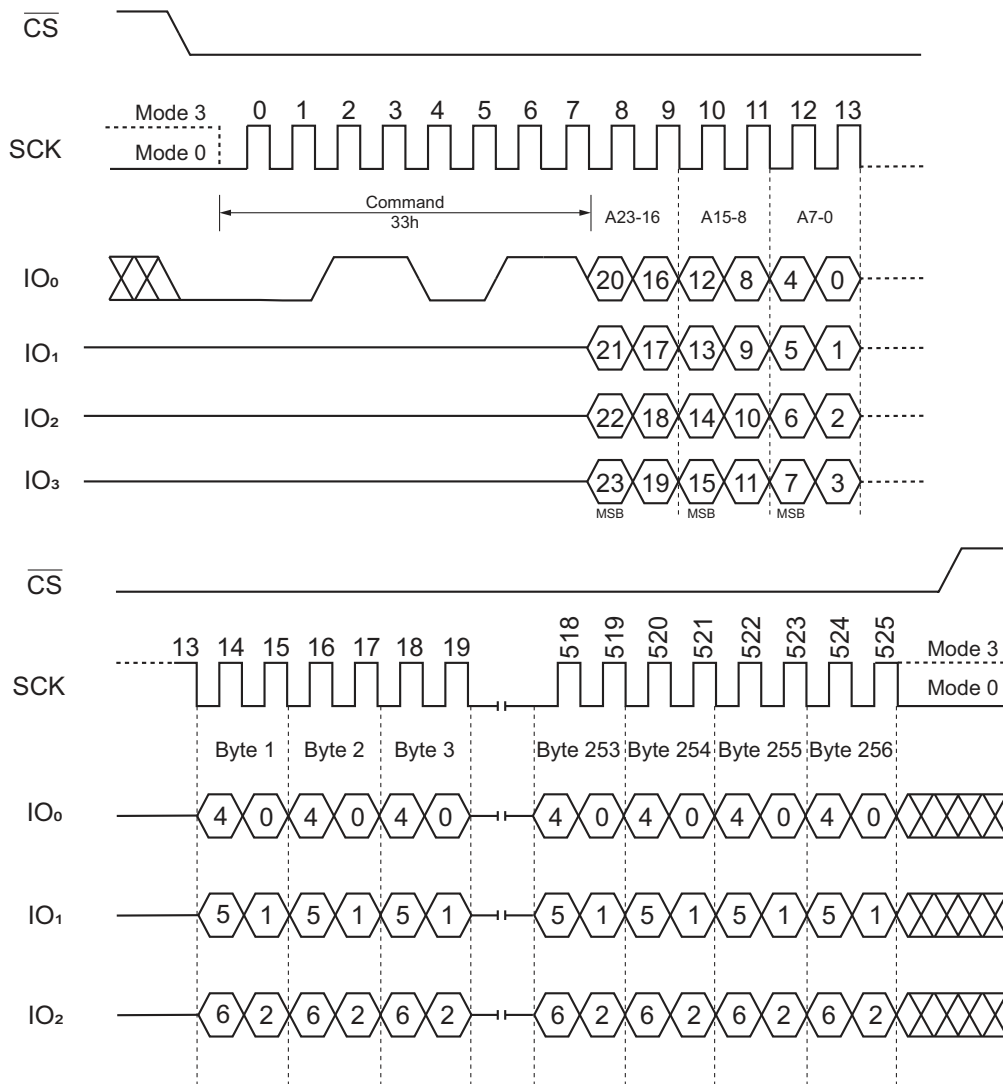 CS
Mode 3 0 1 2 3 4 5 6 7 8 9 10 11 12 13
SCK
Mode 0
Command
33h
A23-16 A15-8 A7-0
IO₀ 20 16 12 8 4 0
IO₁ 21 17 13 9 5 1
IO₂ 22 18 14 10 6 2
IO₃ 23 19 15 11 7 3
MSB MSB MSB
CS
13 14 15 16 17 18 19 518 519 520 521 522 523 524 525
Mode 3
SCK
Mode 0
Byte 1 Byte 2 Byte 3 Byte 253 Byte 254 Byte 255 Byte 256
IO₀ 4 0 4 0 4 0 4 0 4 0 4 0 4 0
IO₁ 5 1 5 1 5 1 5 1 5 1 5 1 5 1
IO₂ 6 2 6 2 6 2 6 2 6 2 6 2 6 2